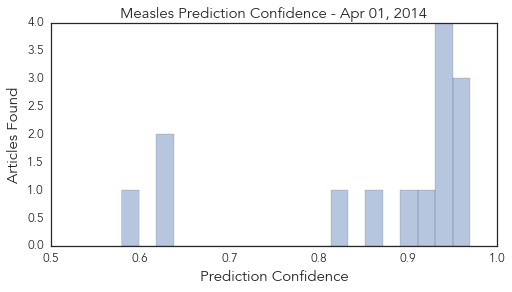 Measles Prediction Confidence - Apr 01, 2014
4.0
3.5
3.0
2.5
2.0
1.5
1.0
0.5
0.0
Articles Found
0.5 0.6 0.7 0.8 0.9 1.0
Prediction Confidence